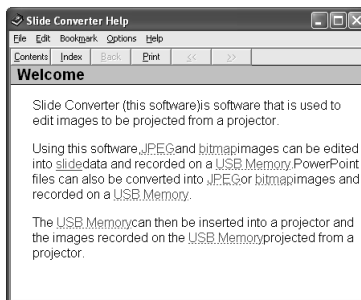 Slide Converter Help
File Edit Bookmark Options Help
Contents Index Back Print << >>
Welcome
Slide Converter (this software)is software that is used to
edit images to be projected from a projector.
Using this software,JPEGand bitmapimages can be edited
into slidedata and recorded on a USB Memory.PowerPoint
files can also be converted into JPEGor bitmapimages and
recorded on a USB Memory.
The USB Memorycan then be inserted into a projector and
the images recorded on the USB Memoryprojected from a
projector.